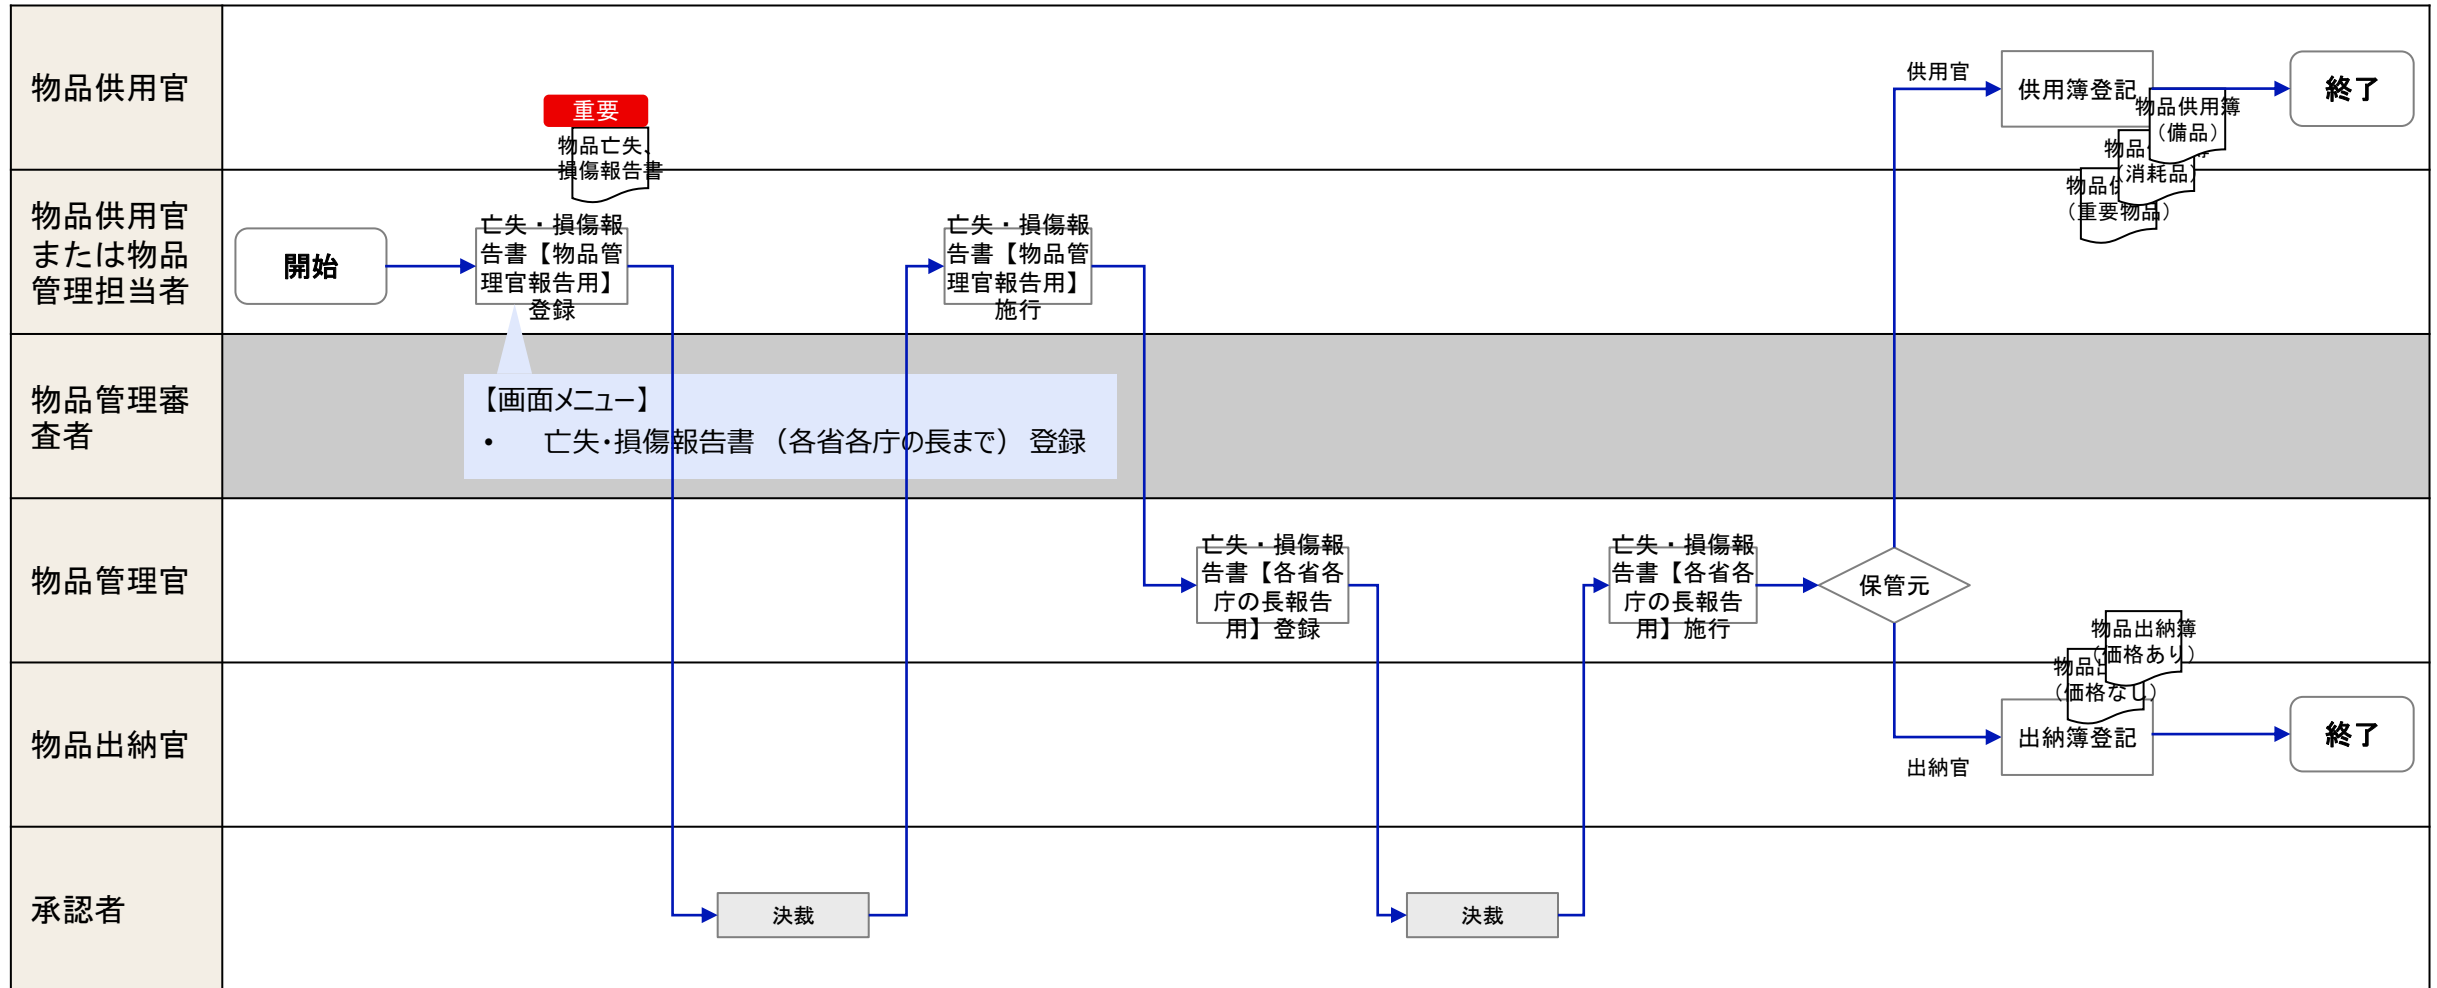 物品供用官
供用官
供用簿登記
終了
重要
物品亡失、
損傷報告書
物品供用簿
（備品）
物品
（消耗品）
物品
（重要物品）
物品供用官
または物品
管理担当者
開始
亡失・損傷報
告書【物品管
理官報告用】
登録
亡失・損傷報
告書【物品管
理官報告用】
施行
物品管理審
査者
【画面メニュー】
• 亡失・損傷報告書（各省各庁の長まで）登録
物品管理官
亡失・損傷報
告書【各省各
庁の長報告
用】登録
亡失・損傷報
告書【各省各
庁の長報告
用】施行
保管元
物品出納簿
（価格あり）
物品出
（価格なし）
物品出納官
出納官
出納簿登記
終了
承認者
決裁
決裁